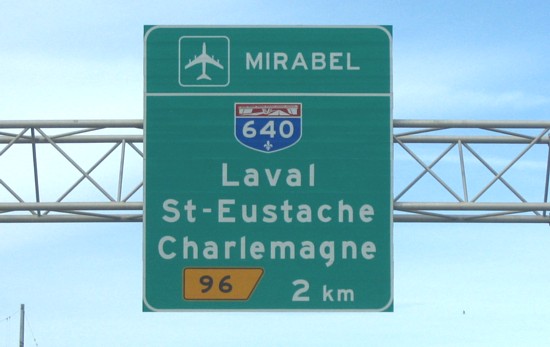 MIRABEL
640
Laval
St-Eustache
Charlemagne
96 2 km